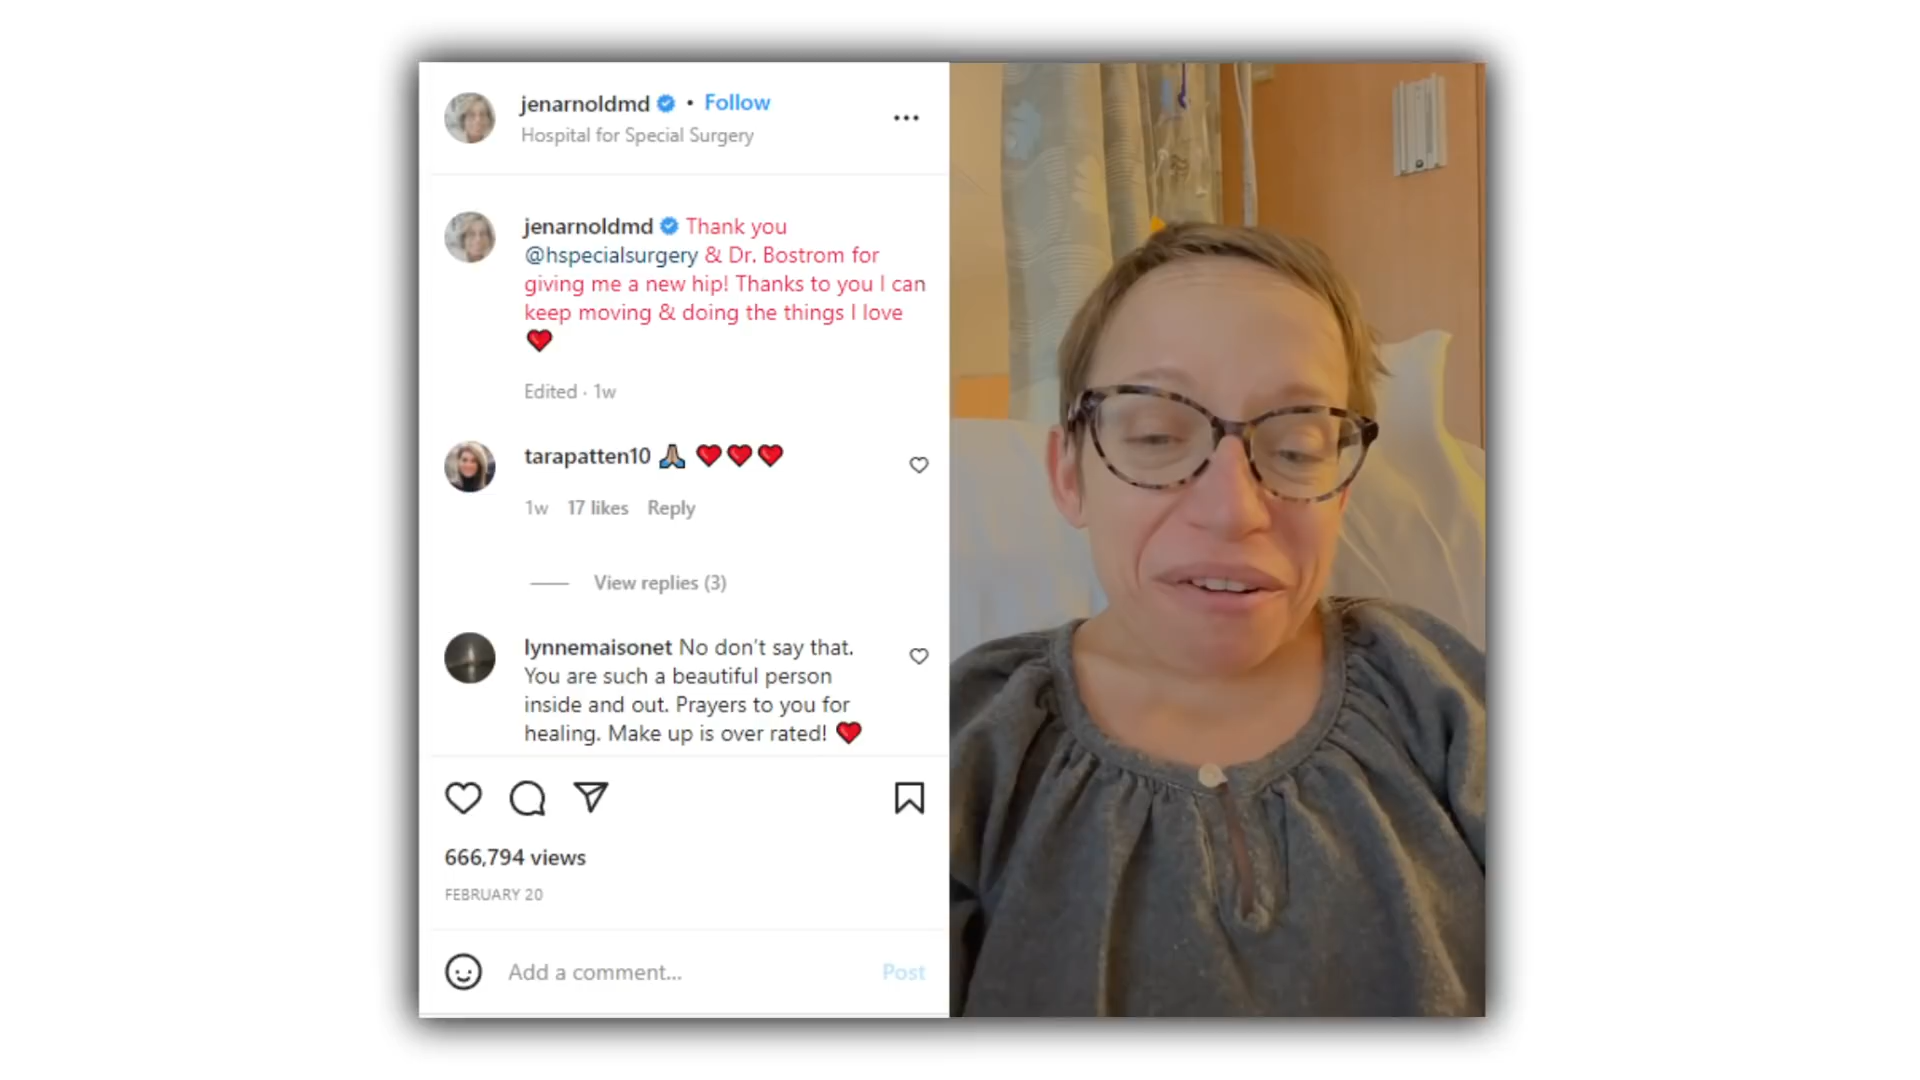 jenarnoldmd • Follow
Hospital for Special Surgery
jenarnoldmd Thank you
@hspecialsurgery & Dr. Bostrom for
giving me a new hip! Thanks to you I can
keep moving & doing the things I love
❤️
Edited · 1w
tarapatten10 🙏🏽 ❤️❤️❤️
1w 17 likes Reply
View replies (3)
lynnemaisonet No don't say that.
You are such a beautiful person
inside and out. Prayers to you for
healing. Make up is over rated! ❤️
666,794 views
FEBRUARY 20
Add a comment... Post